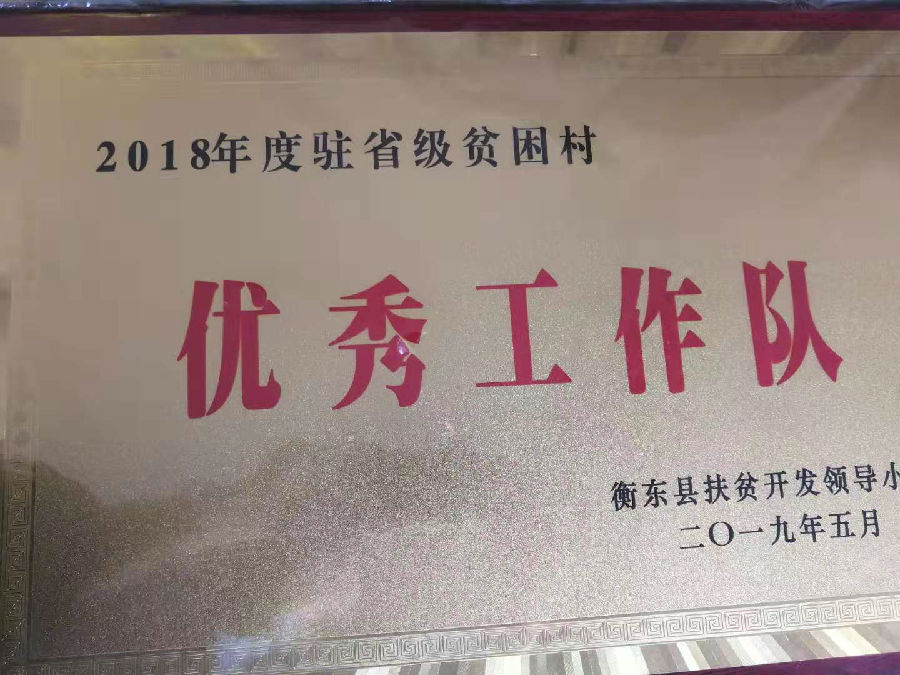 2018年度驻省级贫困村
优秀工作队
衡东县扶贫开发领导小
二〇一九年五月